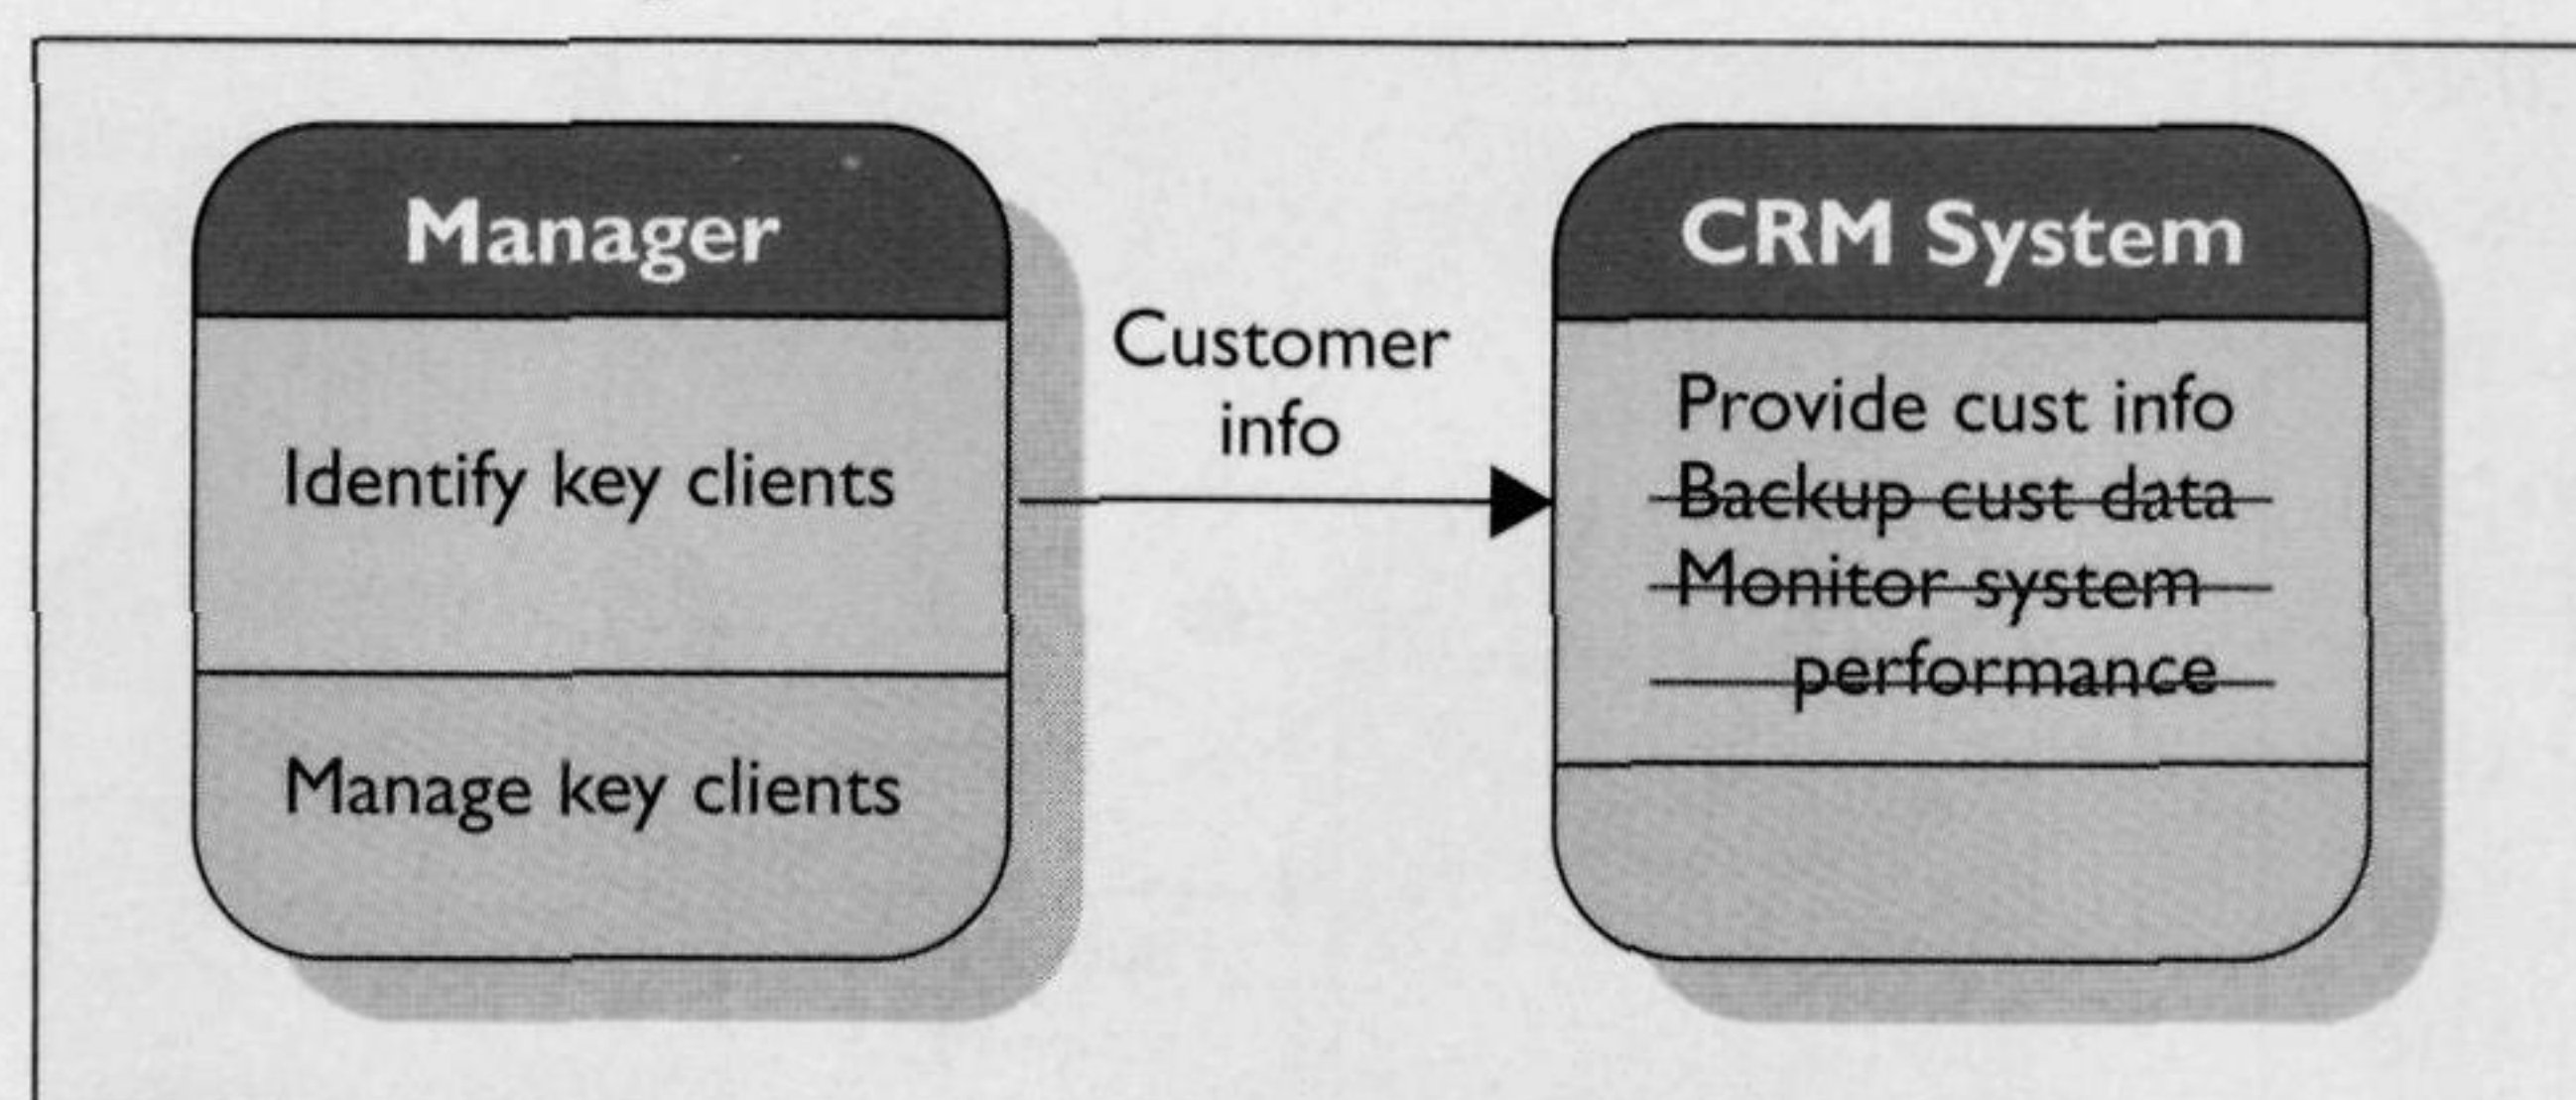 Manager
Identify key clients
Manage key clients
Customer
info
CRM System
Provide cust info
Backup cust data
Monitor system
performance